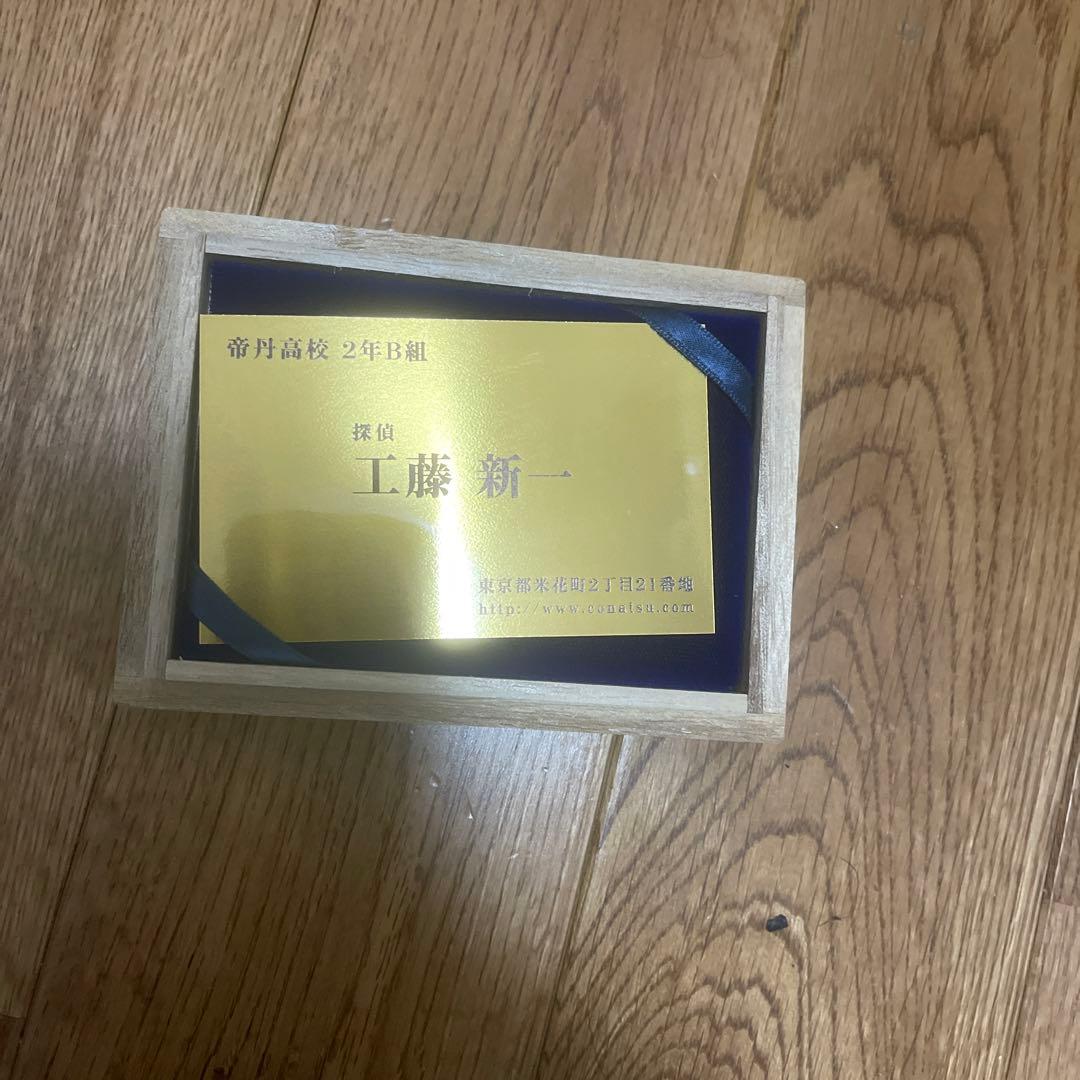 帝丹高校 2年B組
探偵
工藤 新一
東京都米花町2丁目21番地
http://www.conatsu.com